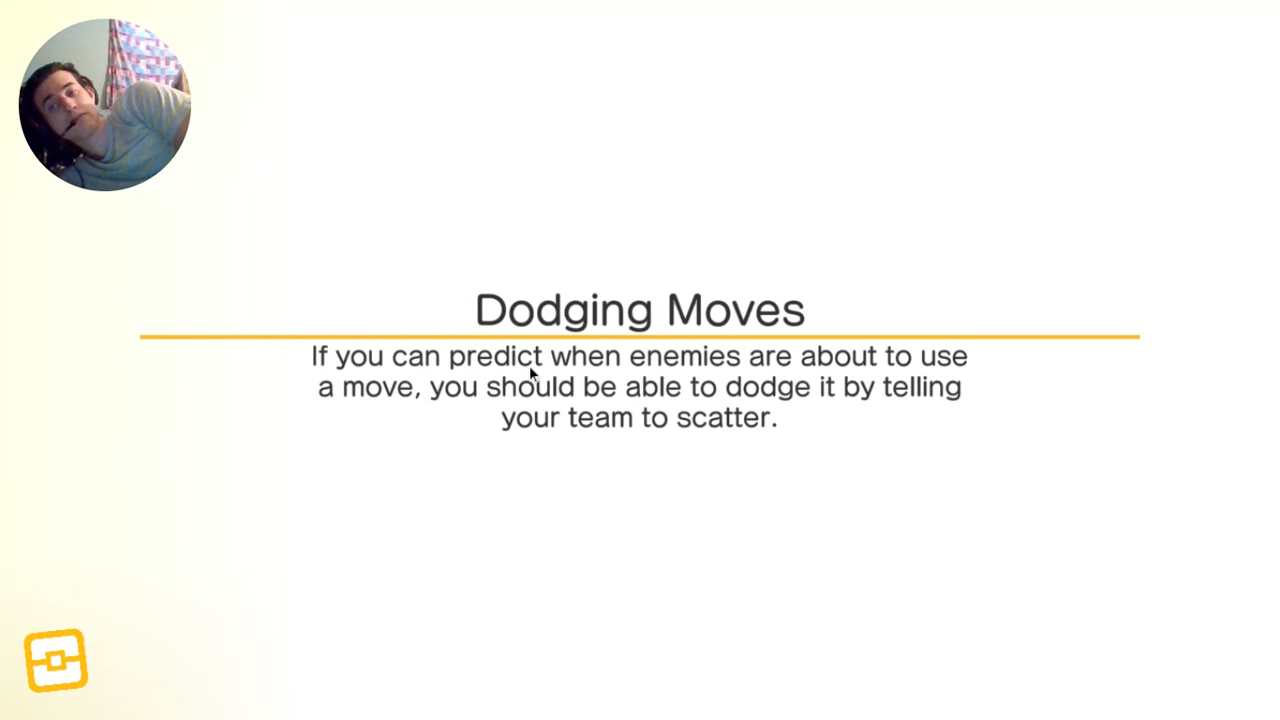 Dodging Moves
If you can predict when enemies are about to use
a move, you should be able to dodge it by telling
your team to scatter.